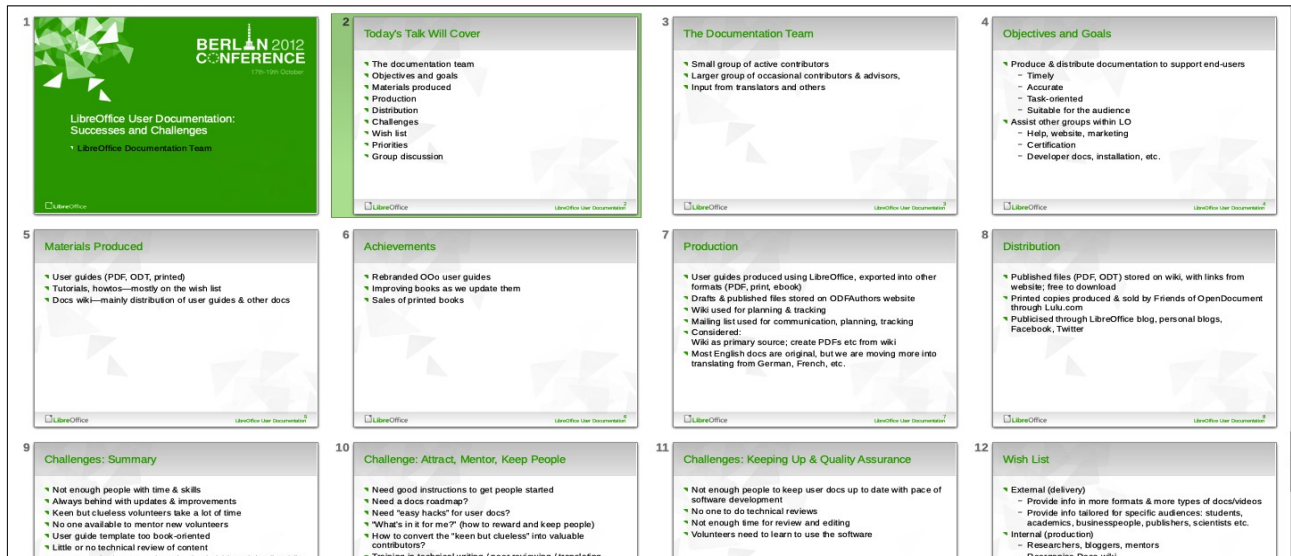 1
BERLIN 2012
CONFERENCE
17th-19th October
LibreOffice User Documentation:
Successes and Challenges
LibreOffice Documentation Team
LibreOffice
2
Today's Talk Will Cover
The documentation team
Objectives and goals
Materials produced
Production
Distribution
Challenges
Wish list
Priorities
Group discussion
LibreOffice
LibreOffice User Documentation
2
3
The Documentation Team
Small group of active contributors
Larger group of occasional contributors & advisors,
Input from translators and others
LibreOffice
LibreOffice User Documentation
3
4
Objectives and Goals
Produce & distribute documentation to support end-users
– Timely
– Accurate
– Task-oriented
– Suitable for the audience
Assist other groups within LO
– Help, website, marketing
– Certification
– Developer docs, installation, etc.
LibreOffice
LibreOffice User Documentation
4
5
Materials Produced
User guides (PDF, ODT, printed)
Tutorials, howtos—mostly on the wish list
Docs wiki—mainly distribution of user guides & other docs
LibreOffice
LibreOffice User Documentation
5
6
Achievements
Rebranded OOo user guides
Improving books as we update them
Sales of printed books
LibreOffice
LibreOffice User Documentation
6
7
Production
User guides produced using LibreOffice, exported into other
formats (PDF, print, ebook)
Drafts & published files stored on ODFAuthors website
Wiki used for planning & tracking
Mailing list used for communication, planning, tracking
Considered:
Wiki as primary source; create PDFs etc from wiki
Most English docs are original, but we are moving more into
translating from German, French, etc.
LibreOffice
LibreOffice User Documentation
7
8
Distribution
Published files (PDF, ODT) stored on wiki, with links from
website; free to download
Printed copies produced & sold by Friends of OpenDocument
through Lulu.com
Publicised through LibreOffice blog, personal blogs,
Facebook, Twitter
LibreOffice
LibreOffice User Documentation
8
9
Challenges: Summary
Not enough people with time & skills
Always behind with updates & improvements
Keen but clueless volunteers take a lot of time
No one available to mentor new volunteers
User guide template too book-oriented
Little or no technical review of content
10
Challenge: Attract, Mentor, Keep People
Need good instructions to get people started
Need a docs roadmap?
Need "easy hacks" for user docs?
"What's in it for me?" (how to reward and keep people)
How to convert the "keen but clueless" into valuable
contributors?
Training in technical writing / peer reviewing / translation
11
Challenges: Keeping Up & Quality Assurance
Not enough people to keep user docs up to date with pace of
software development
No one to do technical reviews
Not enough time for review and editing
Volunteers need to learn to use the software
12
Wish List
External (delivery)
– Provide info in more formats & more types of docs/videos
– Provide info tailored for specific audiences: students,
academics, businesspeople, publishers, scientists etc.
Internal (production)
– Researchers, bloggers, mentors
– Reorganise Docs wiki